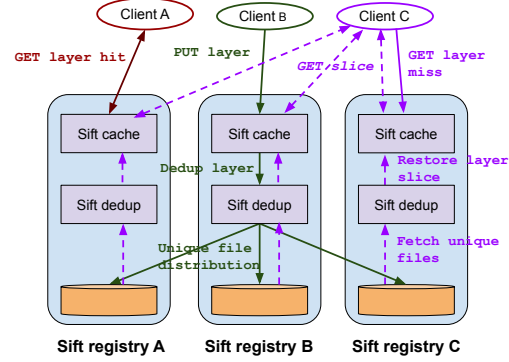 Client A
Client B
Client C
GET layer hit
PUT layer
GET slice
GET layer
miss
Sift cache
Sift cache
Sift cache
Dedup layer
Restore layer
slice
Sift dedup
Sift dedup
Sift dedup
Unique file
distribution
Fetch unique
files
Sift registry A
Sift registry B
Sift registry C